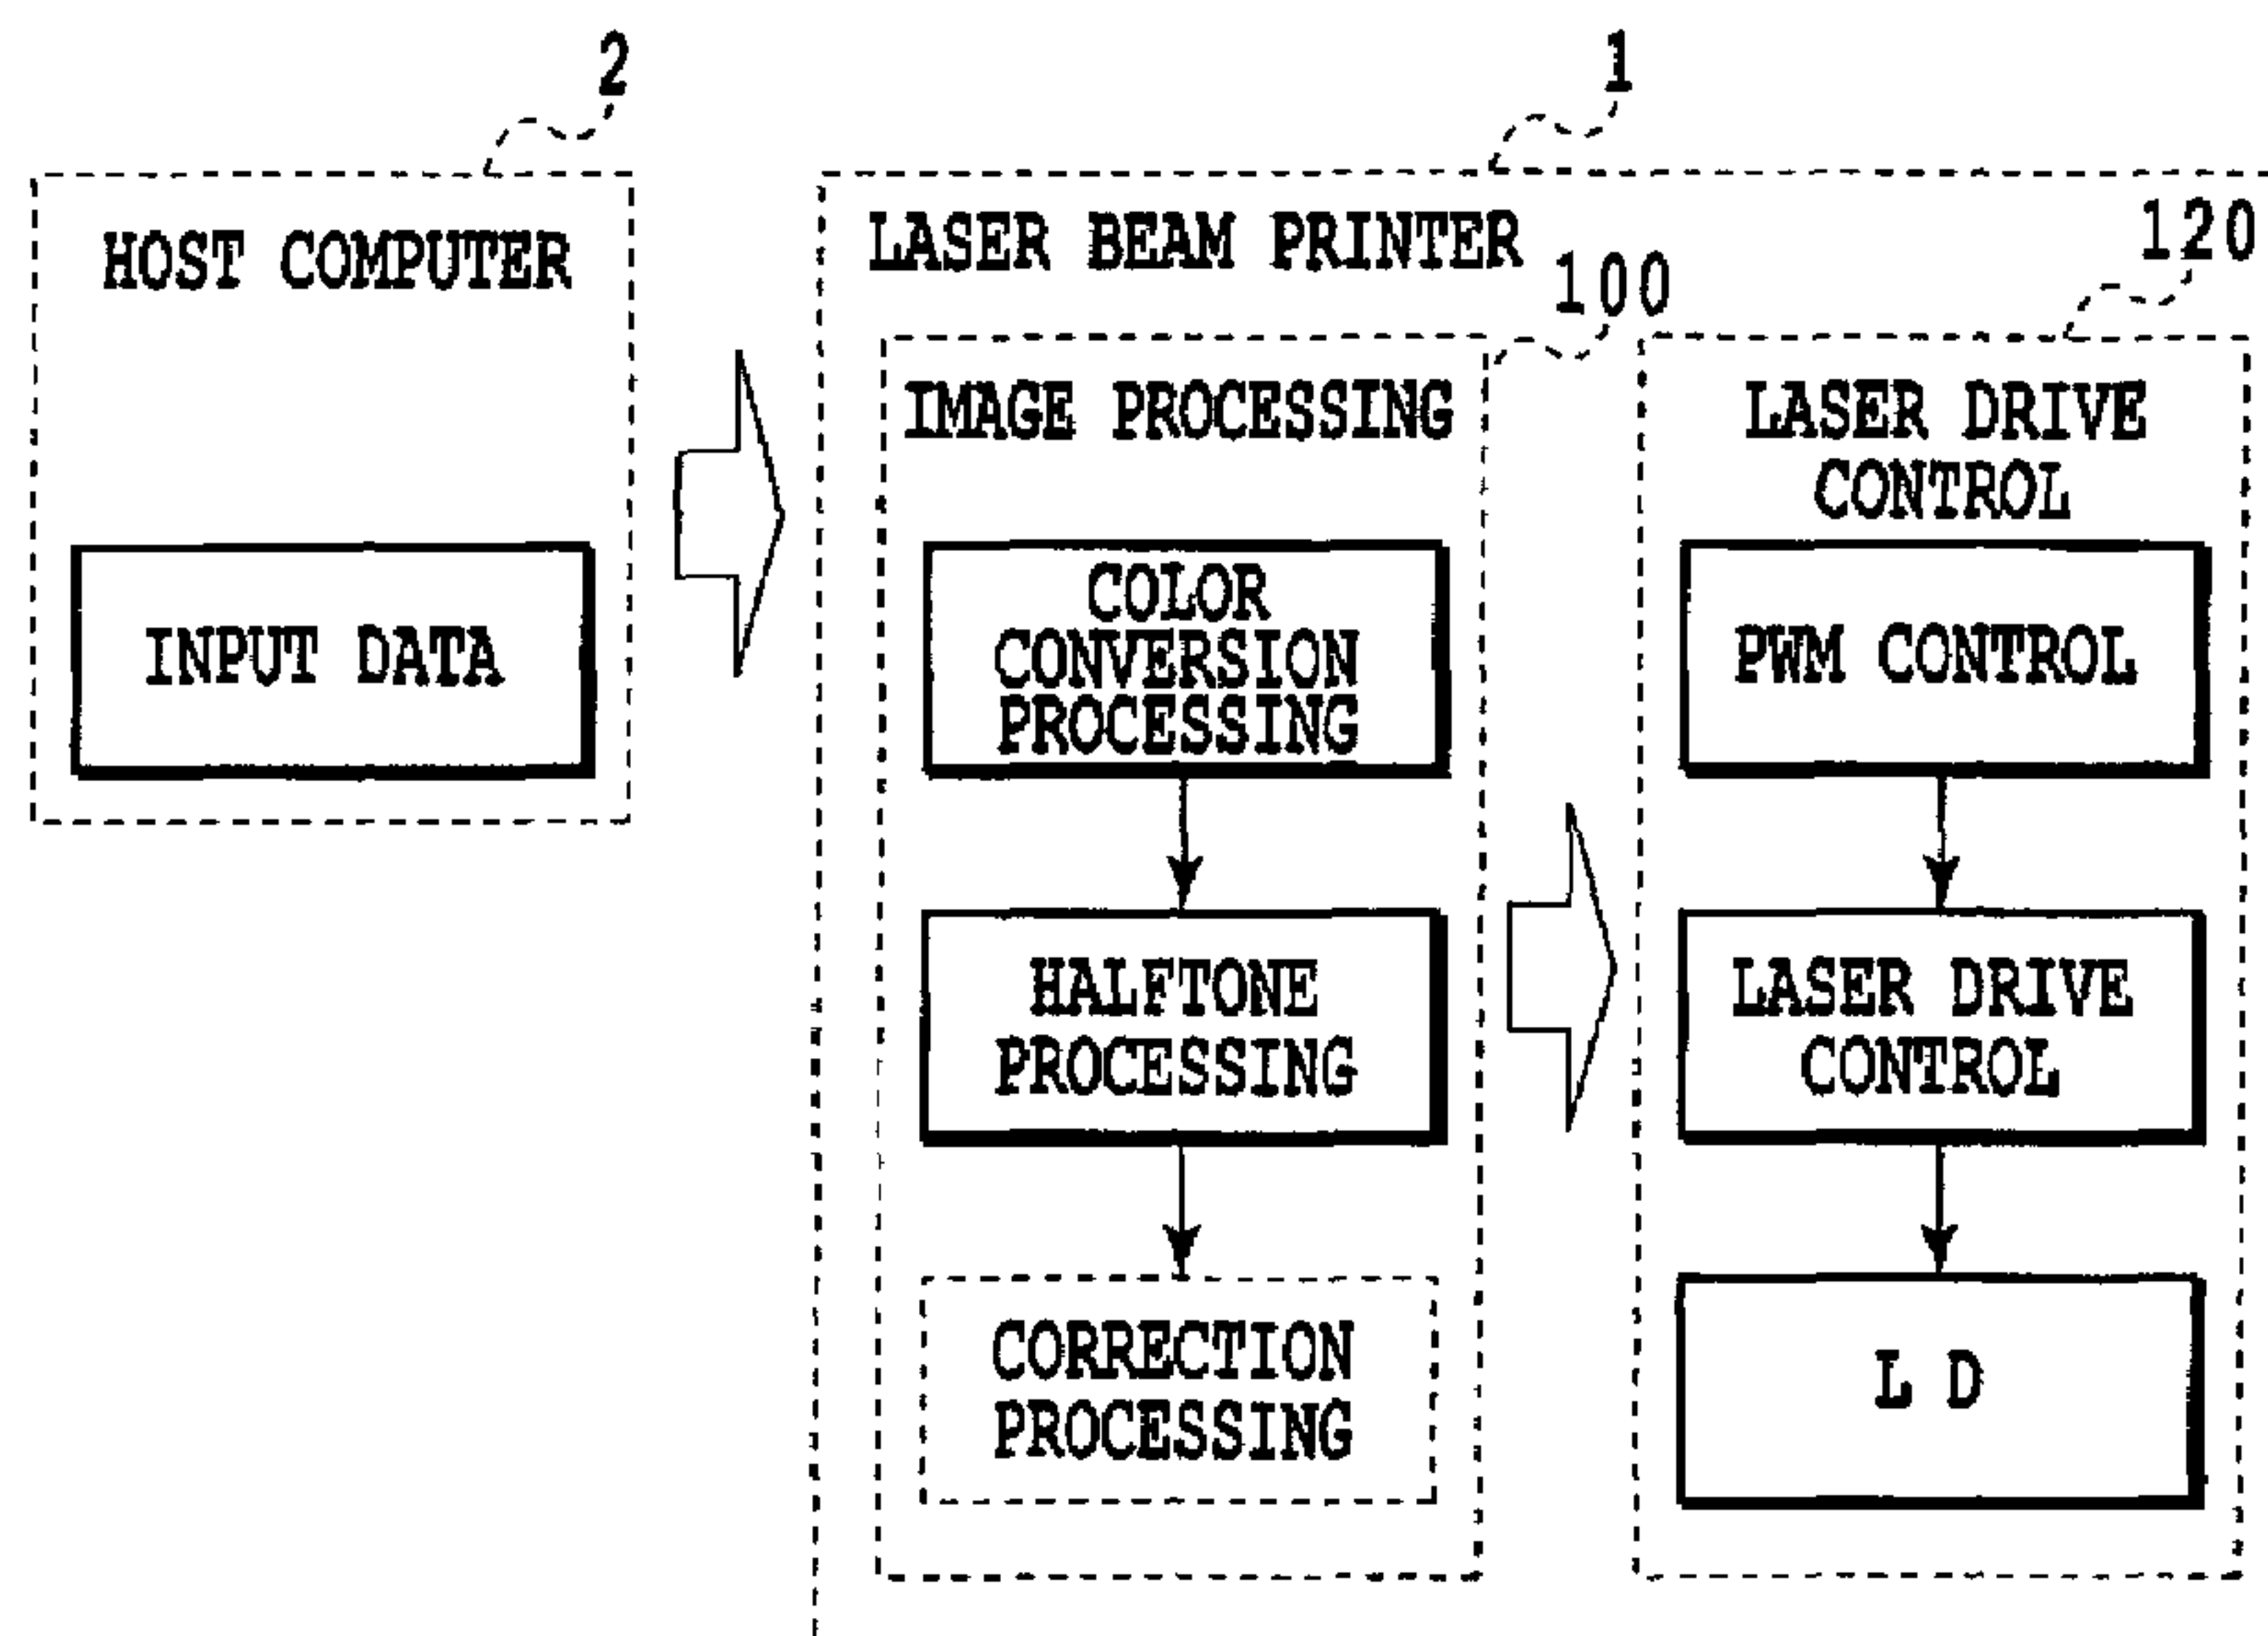 2
HOST COMPUTER
INPUT DATA
1
LASER BEAM PRINTER
100
IMAGE PROCESSING
COLOR
CONVERSION
PROCESSING
HALFTONE
PROCESSING
CORRECTION
PROCESSING
120
LASER DRIVE
CONTROL
PWM CONTROL
LASER DRIVE
CONTROL
L D